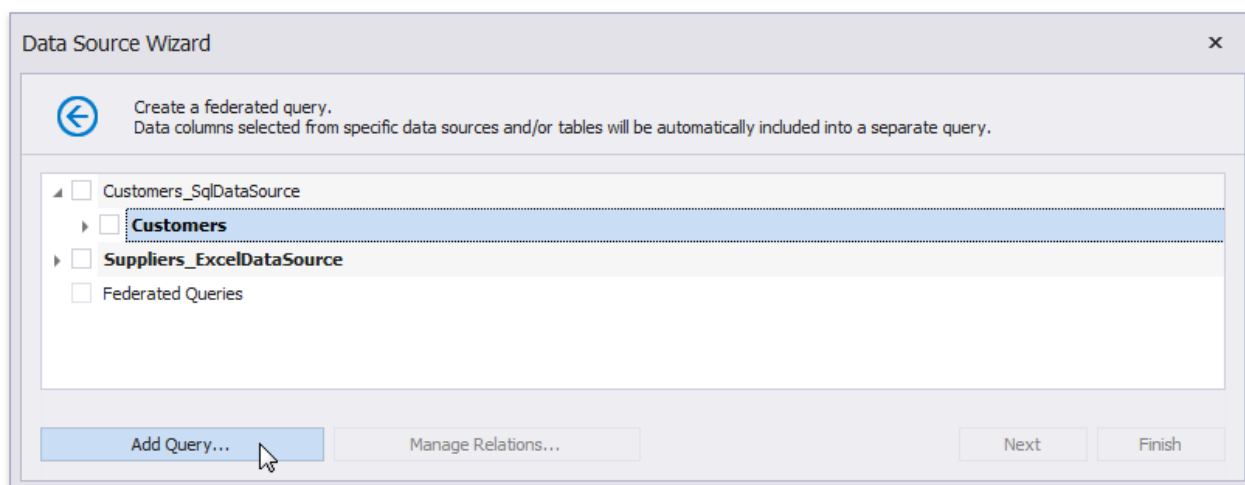 Data Source Wizard
Create a federated query.
Data columns selected from specific data sources and/or tables will be automatically included into a separate query.
Customers_SqlDataSource
Customers
Suppliers_ExcelDataSource
Federated Queries
Add Query... Manage Relations... Next Finish